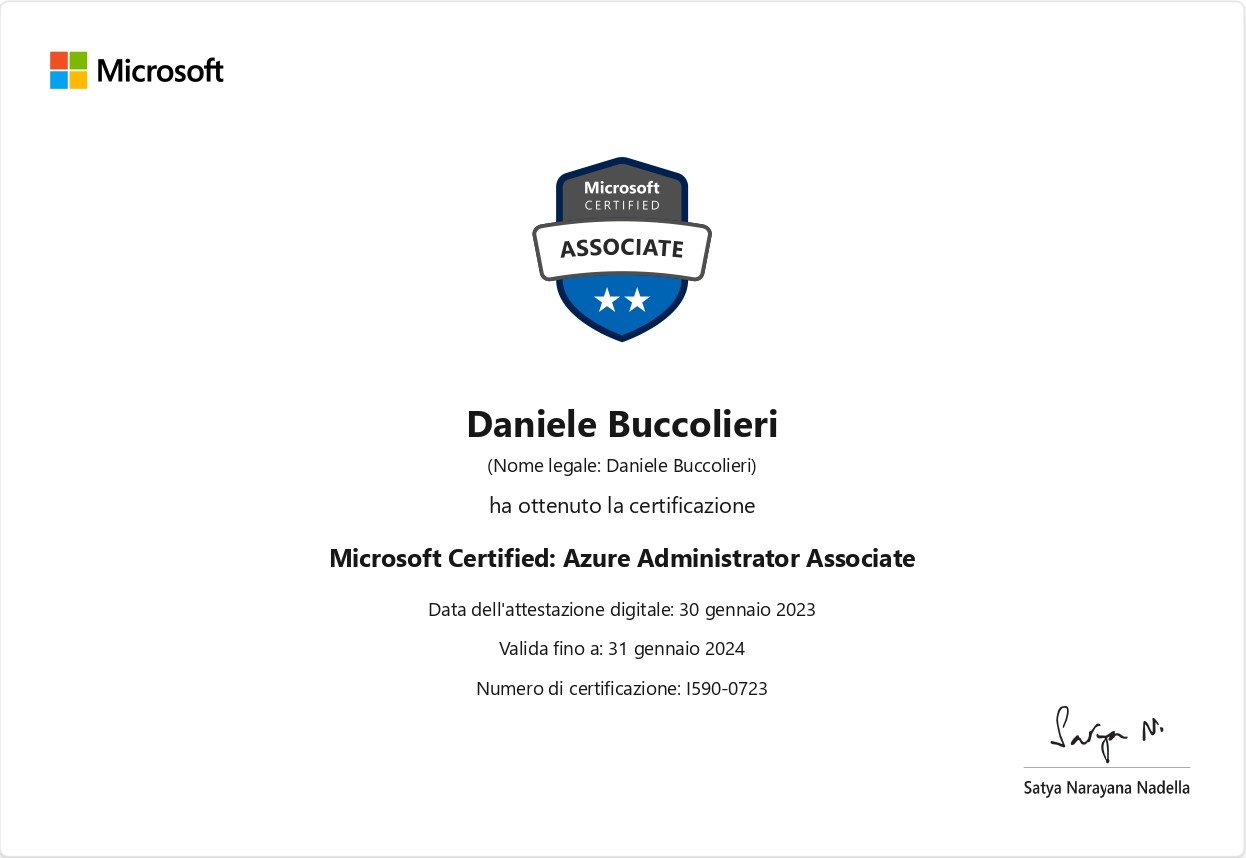 Microsoft
Microsoft
CERTIFIED
ASSOCIATE
Daniele Buccolieri
(Nome legale: Daniele Buccolieri)
ha ottenuto la certificazione
Microsoft Certified: Azure Administrator Associate
Data dell'attestazione digitale: 30 gennaio 2023
Valida fino a: 31 gennaio 2024
Numero di certificazione: I590-0723
Satya N.
Satya Narayana Nadella